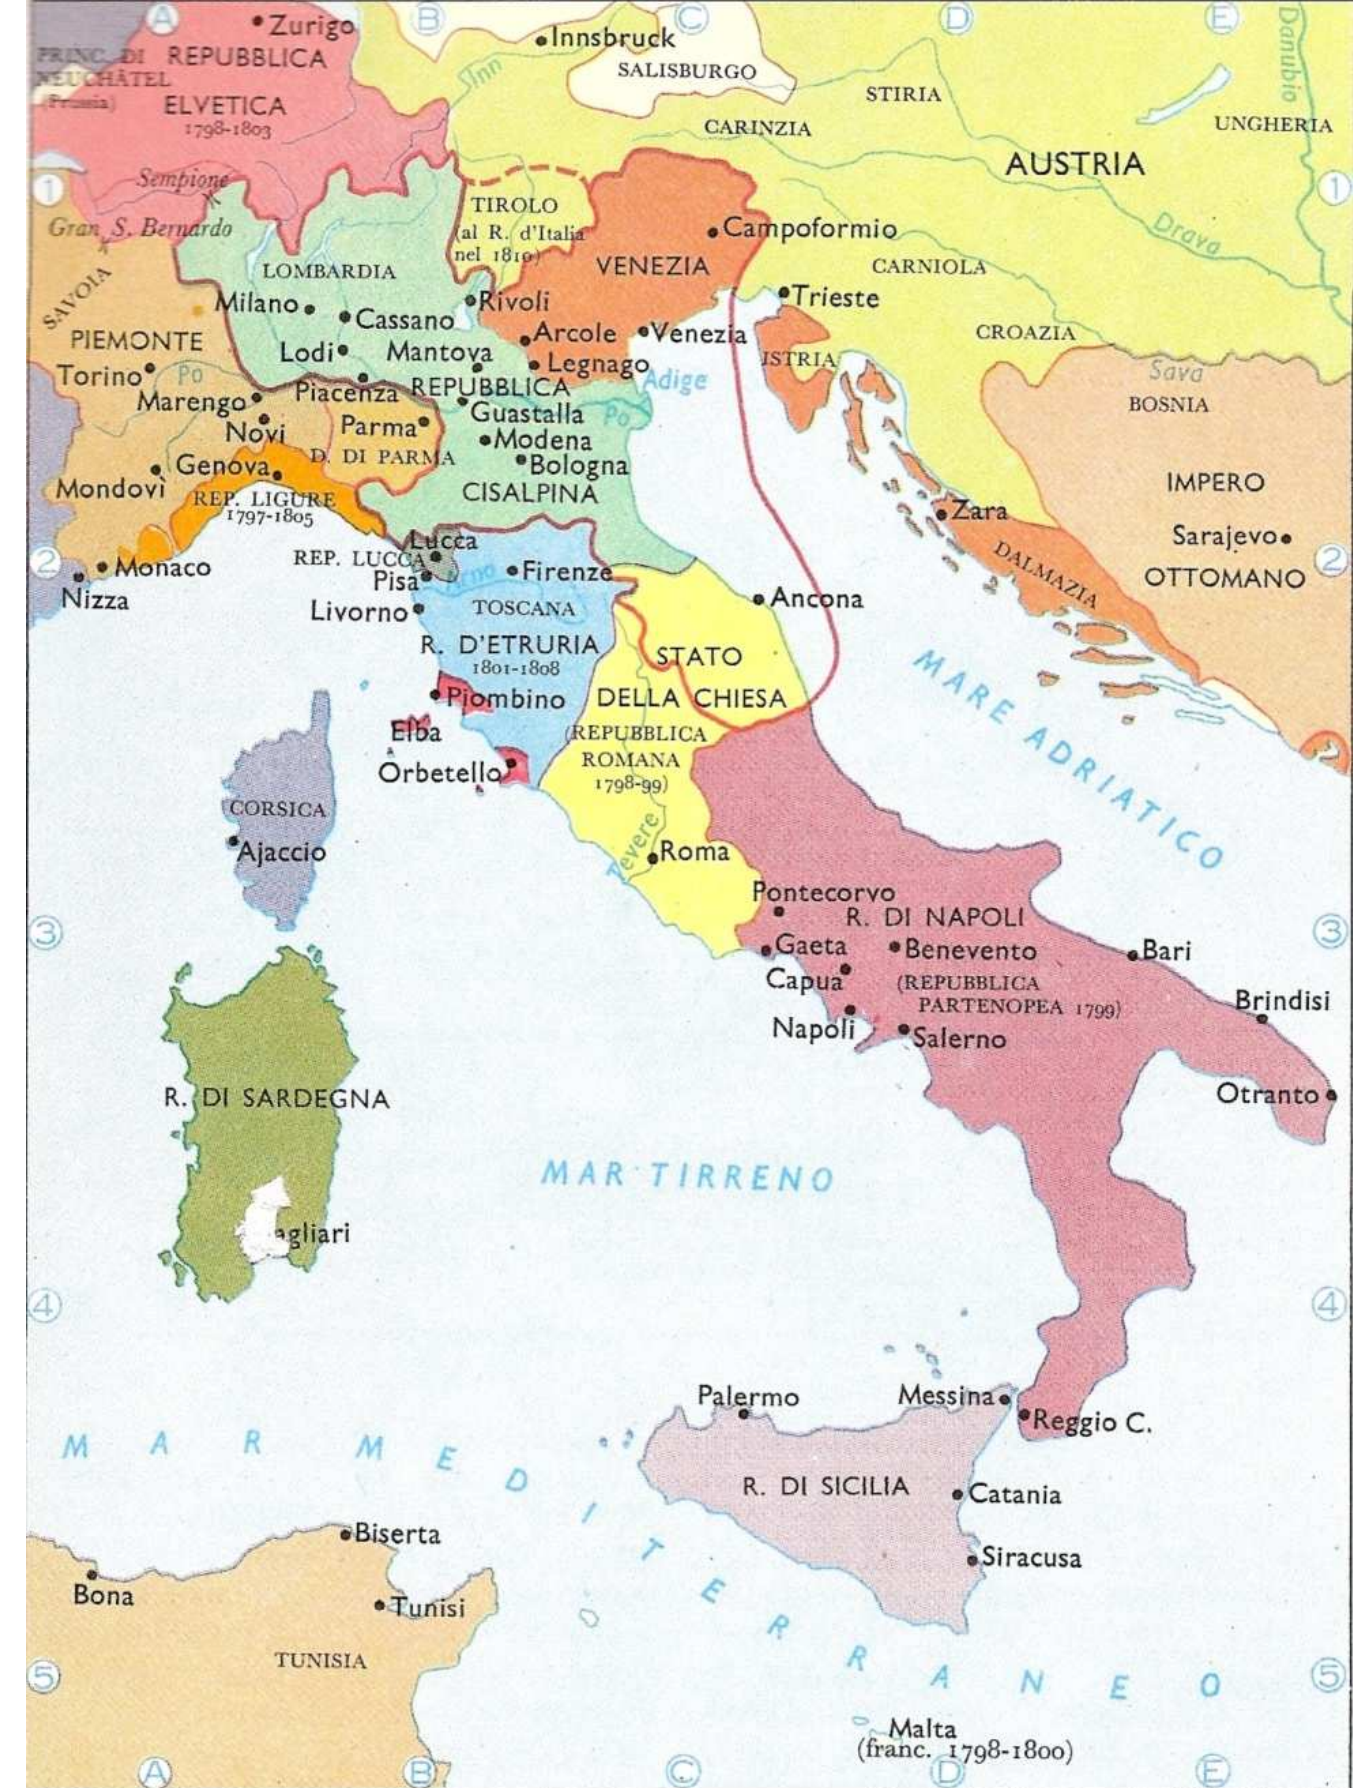 A
B
C
D
E
Zurigo
Innsbruck
Danubio
PRINC. DI
REPUBBLICA
NEUCHÂTEL
(Prussia)
ELVETICA
1798-1803
Inn
SALISBURGO
STIRIA
CARINZIA
UNGHERIA
AUSTRIA
1
1
Sempione
Gran S. Bernardo
TIROLO
(al R. d'Italia
nel 1810)
Campoformio
Drava
SAVOIA
LOMBARDIA
VENEZIA
CARNIOLA
Milano
Cassano
Rivoli
Trieste
PIEMONTE
Arcole
Venezia
CROAZIA
Lodi
Mantova
Legnago
ISTRIA
Torino
Po
Piacenza
REPUBBLICA
Adige
Sava
Marengo
Guastalla
Po
BOSNIA
Novi
Parma
Modena
Genova
D. DI PARMA
Bologna
Mondovì
REP. LIGURE
1797-1805
CISALPINA
IMPERO
Zara
Lucca
Sarajevo
2
REP. LUCCA
2
Monaco
Pisa
Arno
Firenze
DALMAZIA
OTTOMANO
Nizza
Livorno
TOSCANA
Ancona
R. D'ETRURIA
1801-1808
STATO
DELLA CHIESA
MARE ADRIATICO
Piombino
Elba
(REPUBBLICA
ROMANA
1798-99)
Orbetello
CORSICA
Ajaccio
Tevere
Roma
Pontecorvo
R. DI NAPOLI
3
3
Gaeta
Benevento
Bari
Capua
(REPUBBLICA
PARTENOPEA 1799)
Brindisi
Napoli
Salerno
R. DI SARDEGNA
Otranto
MAR TIRRENO
agliari
4
4
Palermo
Messina
Reggio C.
MAR MEDITERRANEO
R. DI SICILIA
Catania
Biserta
Siracusa
Bona
Tunisi
TUNISIA
5
5
Malta
(franc. 1798-1800)
A
B
C
D
E